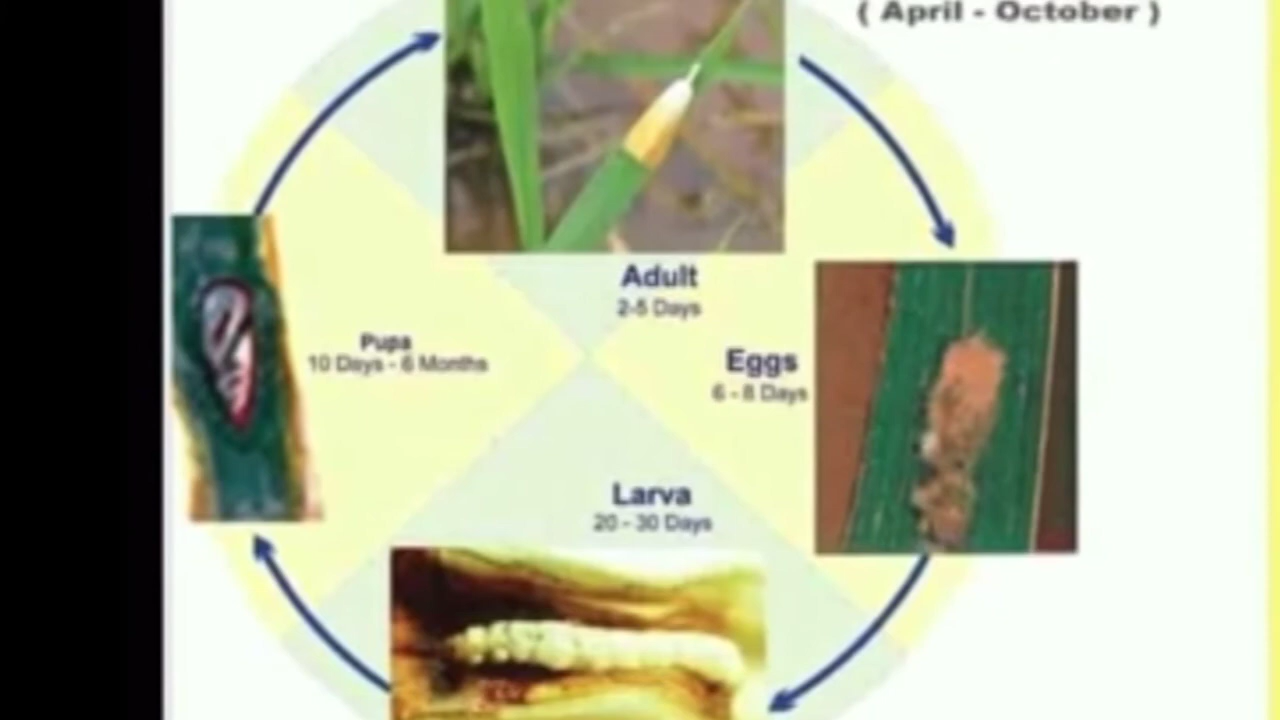 ( April - October )
Adult
2-5 Days
Pupa
10 Days - 6 Months
Eggs
6 - 8 Days
Larva
20 - 30 Days